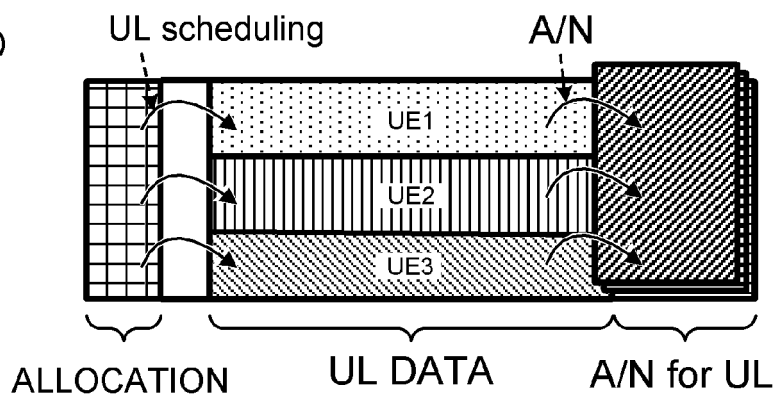 UL scheduling A/N
UE1
UE2
UE3
ALLOCATION UL DATA A/N for UL